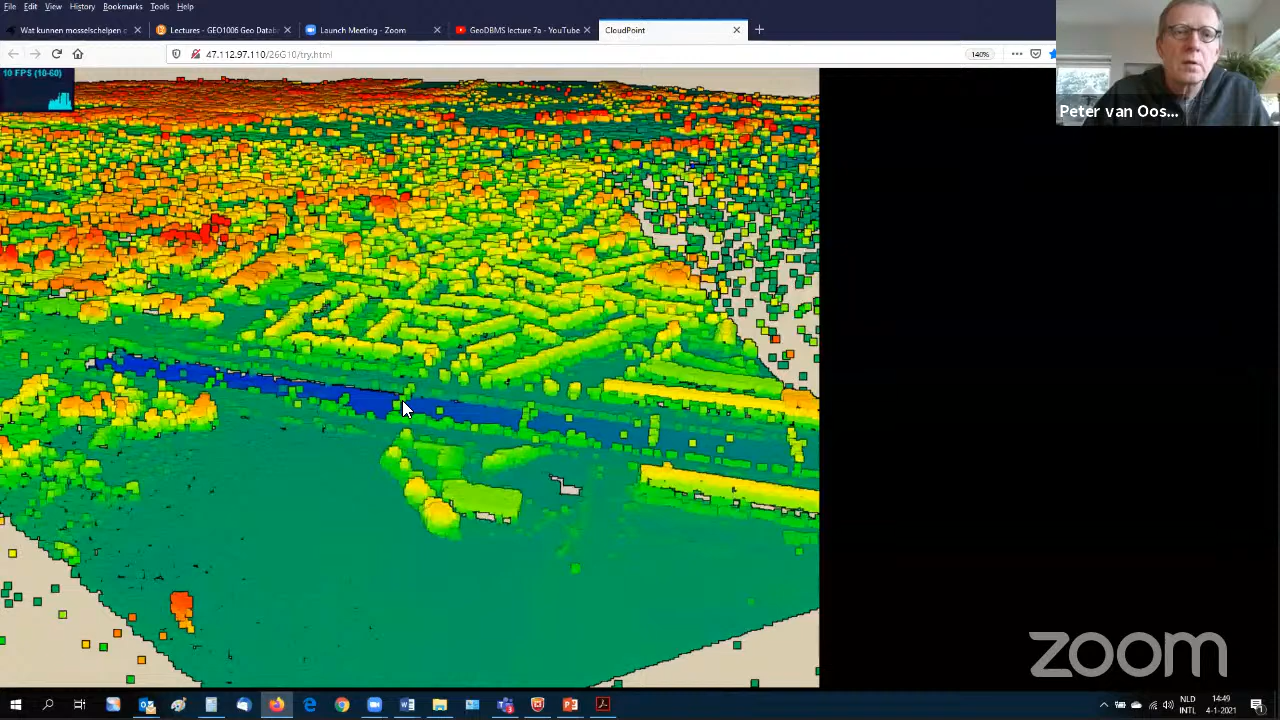 File Edit View History Bookmarks Tools Help
Wat kunnen mosselschelpen e
Lectures - GEO1006 Geo Datab
Launch Meeting - Zoom
GeoDBMS lecture 7a - YouTube
CloudPoint
47.112.97.110/26G10/try.html
140%
10 FPS (10-60)
Peter van Oos...
zoom
NLD
INTL
14:49
4-1-2021